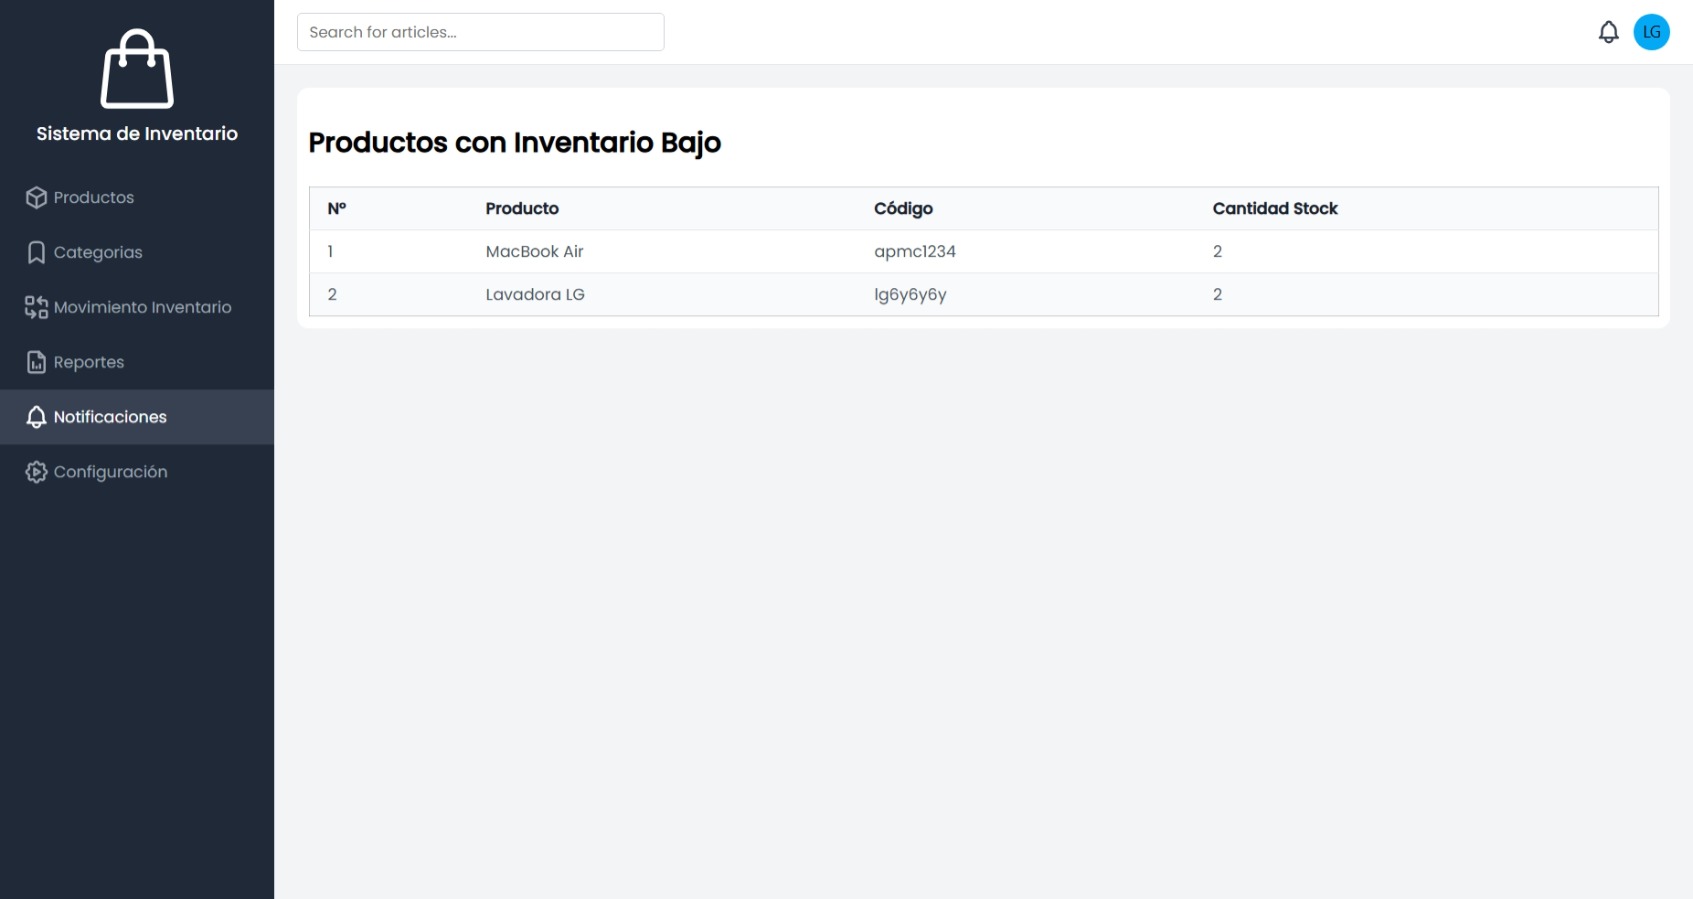 Sistema de Inventario
Productos
Categorias
Movimiento Inventario
Reportes
Notificaciones
Configuración
Search for articles...
LG
Productos con Inventario Bajo
Nº Producto Código Cantidad Stock
1 MacBook Air apmc1234 2
2 Lavadora LG lg6y6y6y 2